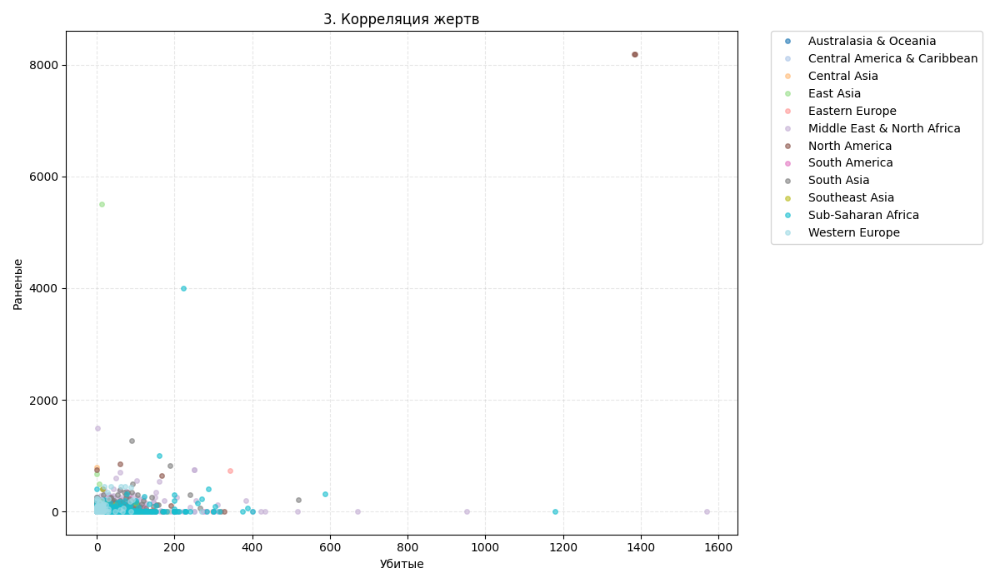 3. Корреляция жертв
Раненые
8000
6000
4000
2000
0
0 200 400 600 800 1000 1200 1400 1600
Убитые
Australasia & Oceania
Central America & Caribbean
Central Asia
East Asia
Eastern Europe
Middle East & North Africa
North America
South America
South Asia
Southeast Asia
Sub-Saharan Africa
Western Europe